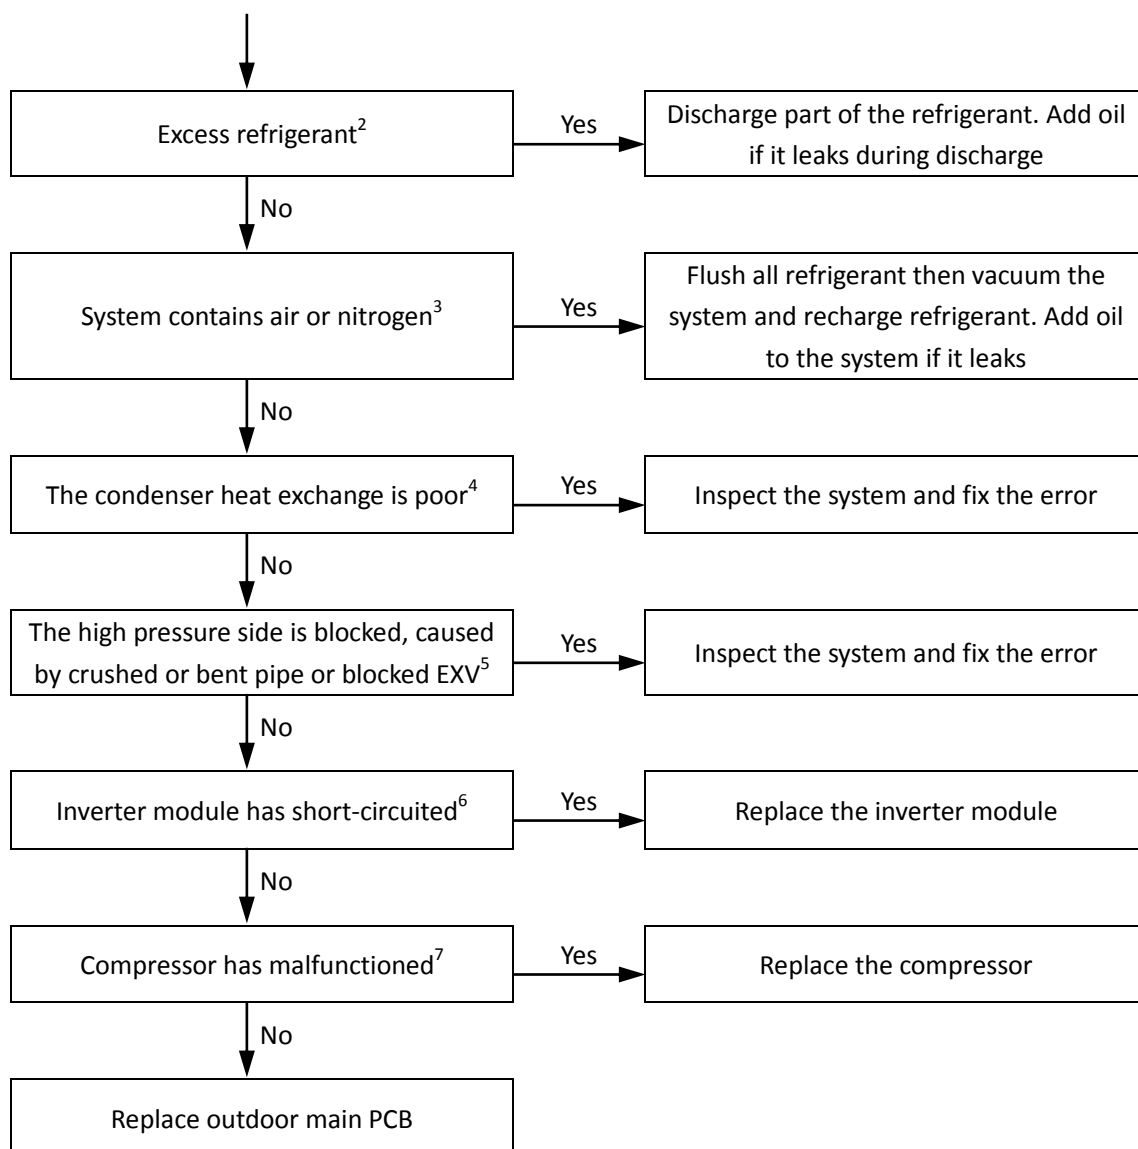 Excess refrigerant2
Yes
Discharge part of the refrigerant. Add oil
if it leaks during discharge
No
System contains air or nitrogen3
Yes
Flush all refrigerant then vacuum the
system and recharge refrigerant. Add oil
to the system if it leaks
No
The condenser heat exchange is poor4
Yes
Inspect the system and fix the error
No
The high pressure side is blocked, caused
by crushed or bent pipe or blocked EXV5
Yes
Inspect the system and fix the error
No
Inverter module has short-circuited6
Yes
Replace the inverter module
No
Compressor has malfunctioned7
Yes
Replace the compressor
No
Replace outdoor main PCB